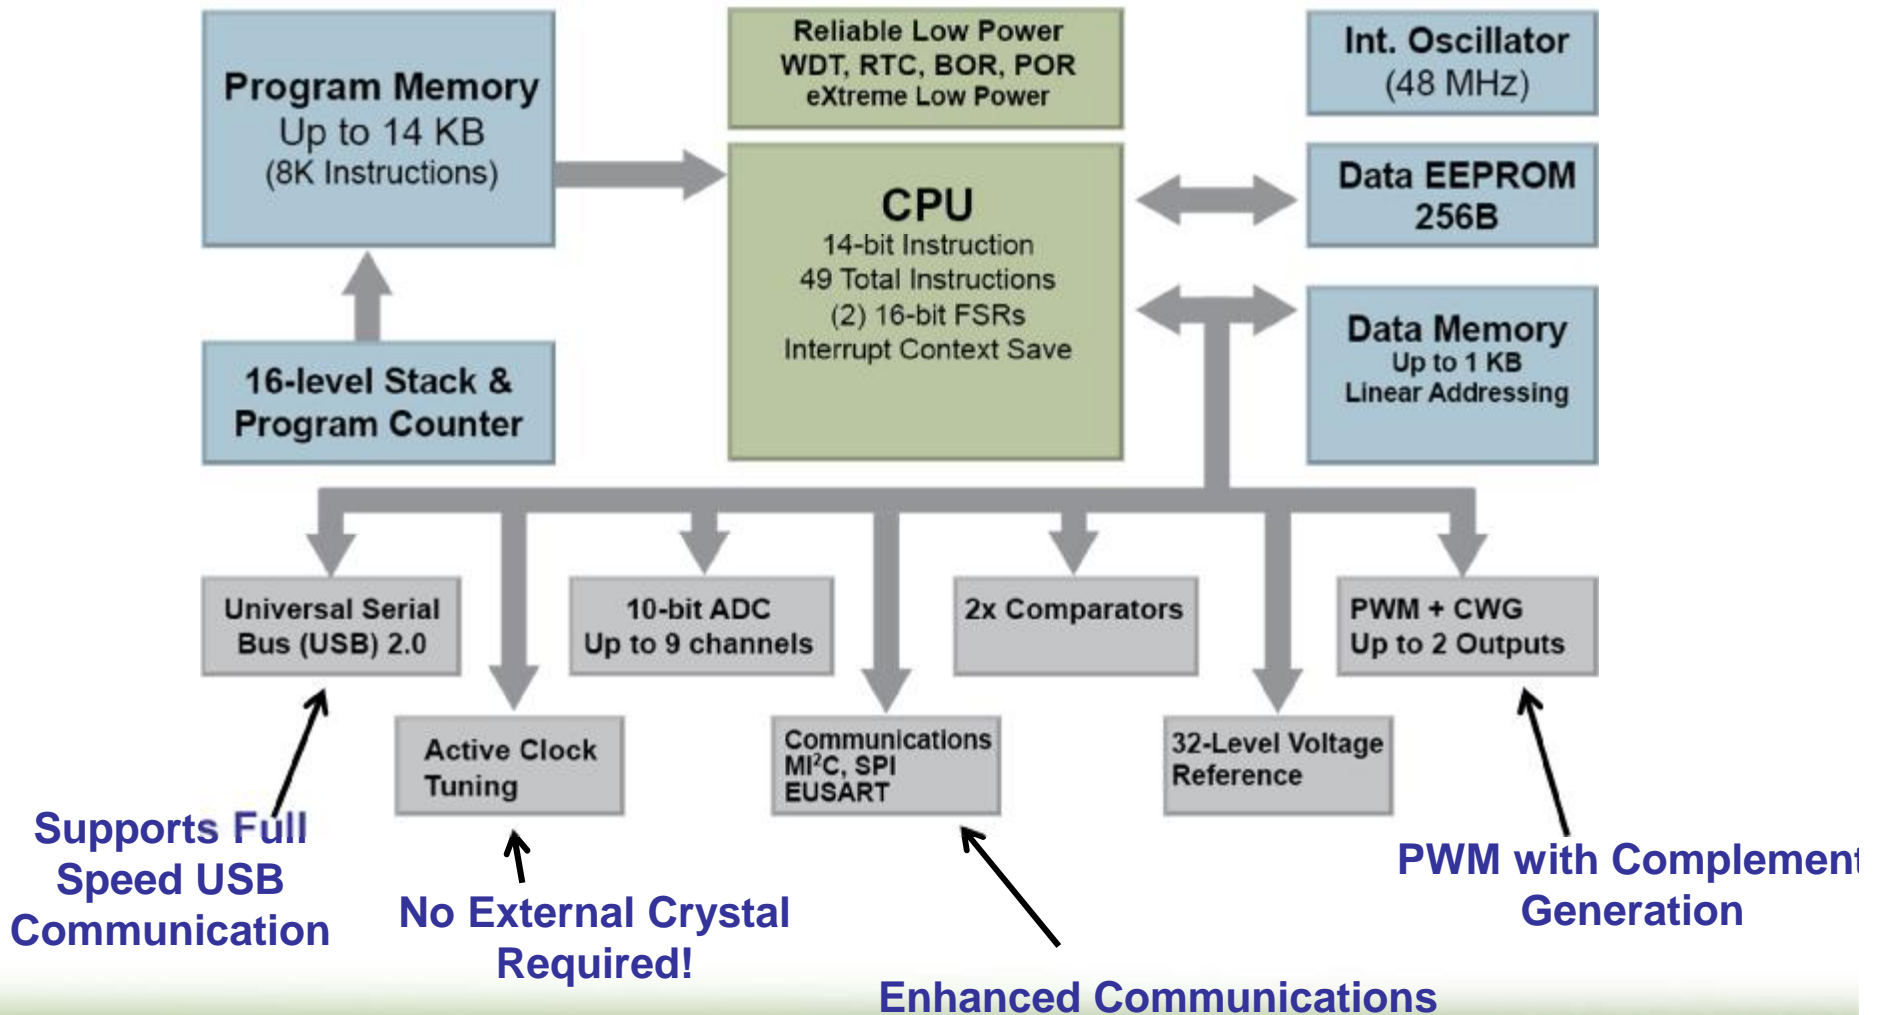 Program Memory
Up to 14 KB
(8K Instructions)
Reliable Low Power
WDT, RTC, BOR, POR
eXtreme Low Power
Int. Oscillator
(48 MHz)
CPU
14-bit Instruction
49 Total Instructions
(2) 16-bit FSRs
Interrupt Context Save
Data EEPROM
256B
16-level Stack &
Program Counter
Data Memory
Up to 1 KB
Linear Addressing
Universal Serial
Bus (USB) 2.0
10-bit ADC
Up to 9 channels
2x Comparators
PWM + CWG
Up to 2 Outputs
Active Clock
Tuning
Communications
MI²C, SPI
EUSART
32-Level Voltage
Reference
Supports Full
Speed USB
Communication
No External Crystal
Required!
Enhanced Communications
PWM with Complement
Generation